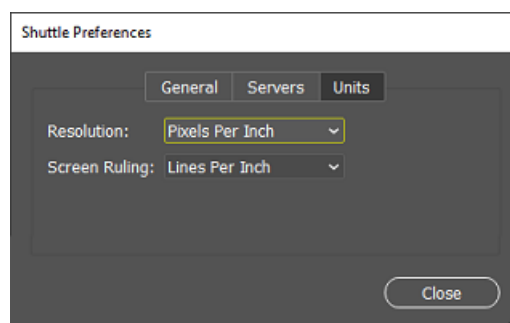 Shuttle Preferences
General Servers Units
Resolution: Pixels Per Inch
Screen Ruling: Lines Per Inch
Close